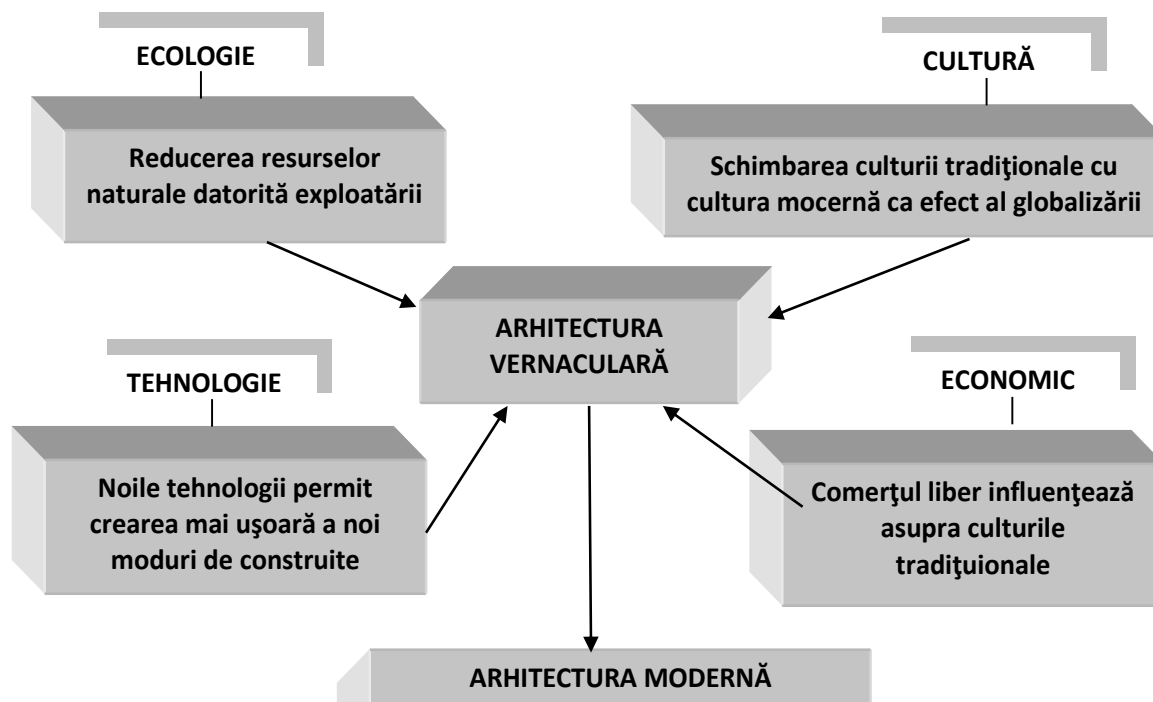 ECOLOGIE
Reducerea resurselor
naturale datorită exploatării
CULTURĂ
Schimbarea culturii tradiţionale cu
cultura mocernă ca efect al globalizării
ARHITECTURA
VERNACULARĂ
TEHNOLOGIE
Noile tehnologii permit
crearea mai uşoară a noi
moduri de construite
ECONOMIC
Comerţul liber influenţează
asupra culturile
tradiţuionale
ARHITECTURA MODERNĂ